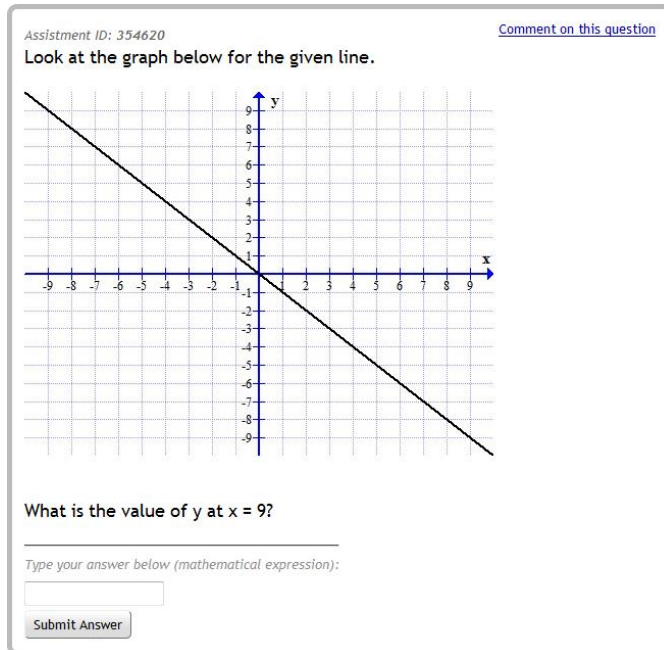 Assistment ID: 354620
Comment on this question
Look at the graph below for the given line.
y
9
8
7
6
5
4
3
2
1
x
-9 -8 -7 -6 -5 -4 -3 -2 -1 1 2 3 4 5 6 7 8 9
-1
-2
-3
-4
-5
-6
-7
-8
-9
What is the value of y at x = 9?
Type your answer below (mathematical expression):
Submit Answer